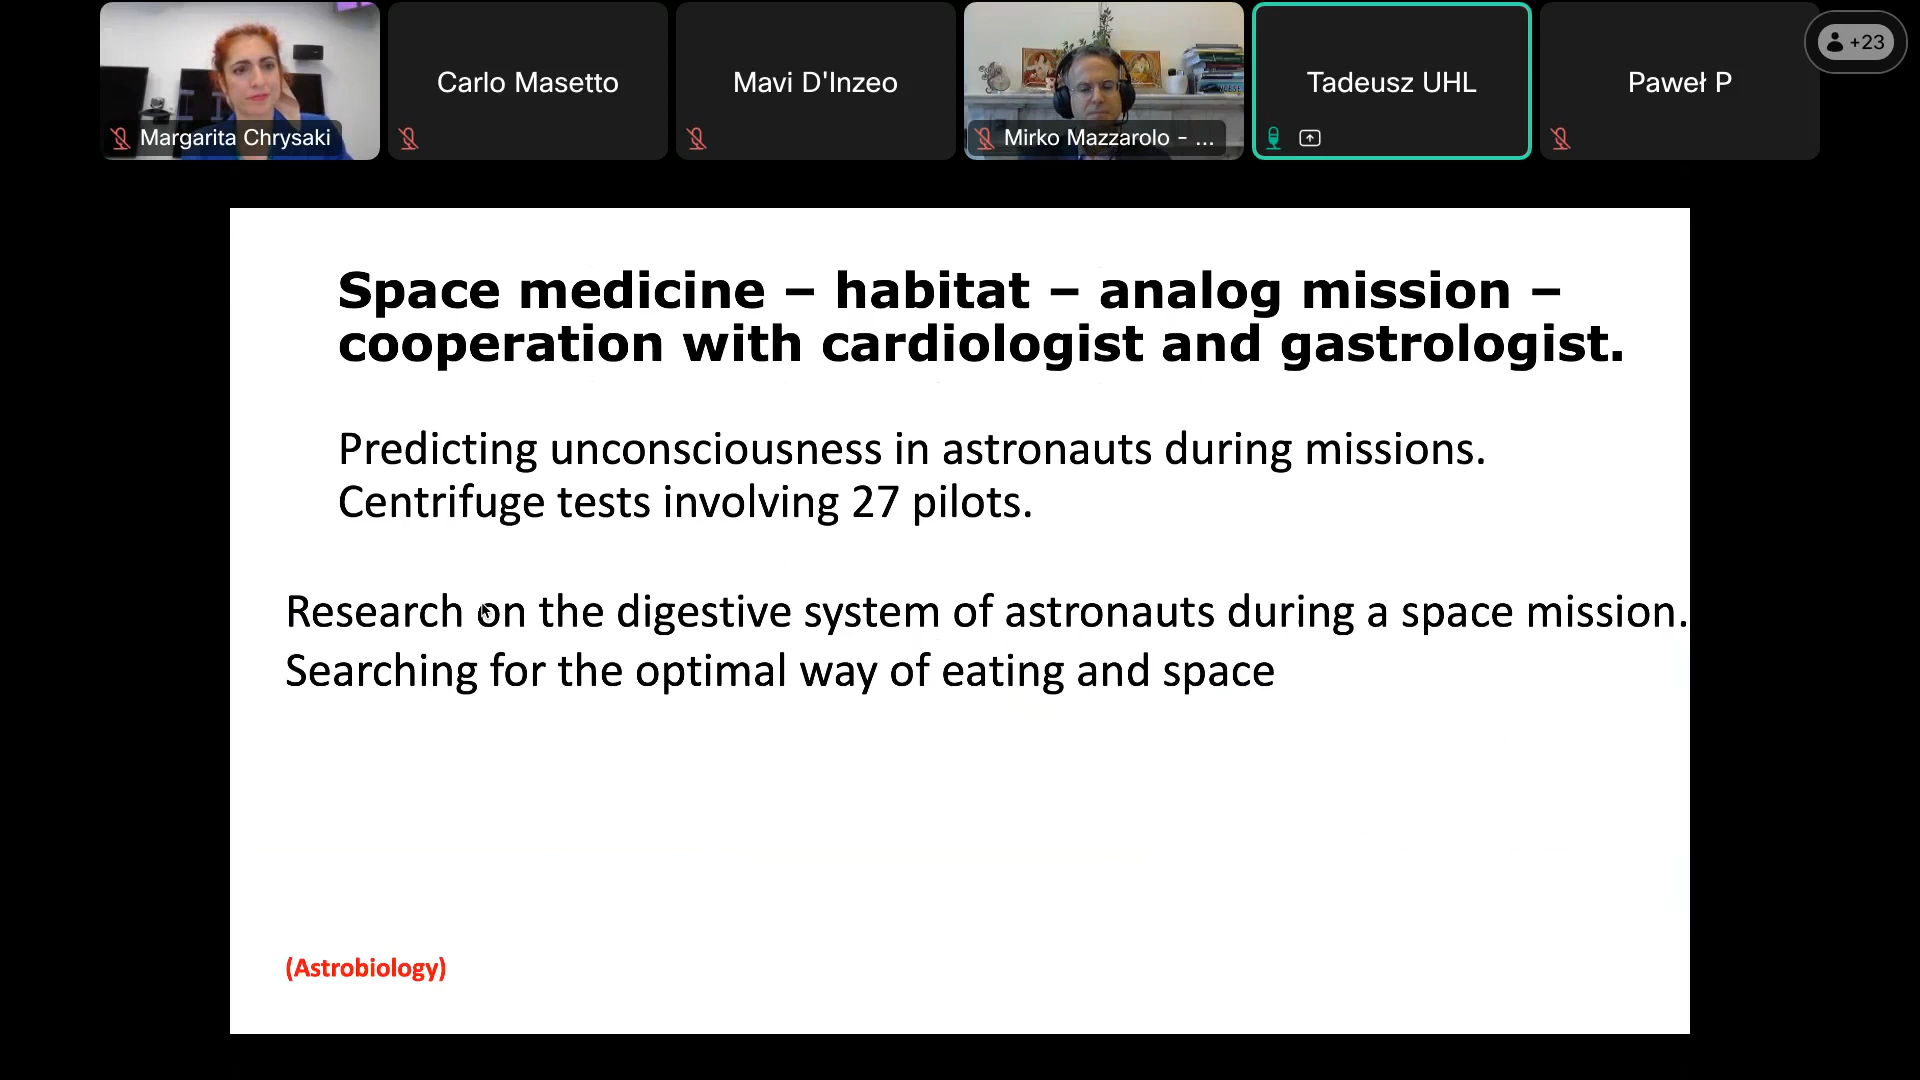 Margarita Chrysaki
Carlo Masetto
Mavi D'Inzeo
Mirko Mazzarolo - ...
Tadeusz UHL
Paweł P
+23
Space medicine – habitat – analog mission –
cooperation with cardiologist and gastrologist.
Predicting unconsciousness in astronauts during missions.
Centrifuge tests involving 27 pilots.
Research on the digestive system of astronauts during a space mission.
Searching for the optimal way of eating and space
(Astrobiology)